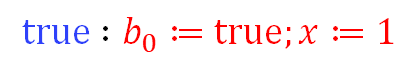 true : b₀ ≔ true; x ≔ 1